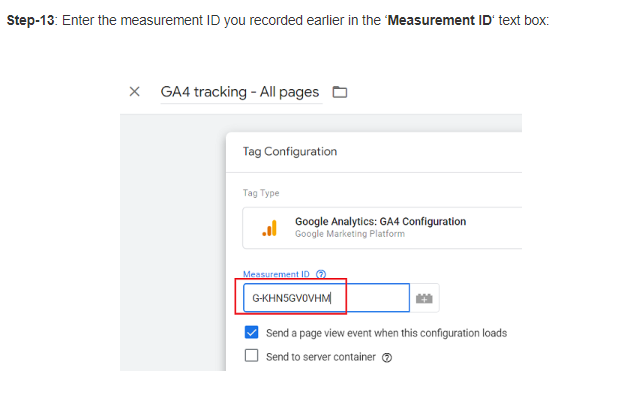 Step-13: Enter the measurement ID you recorded earlier in the ‘Measurement ID‘ text box:
GA4 tracking - All pages
Tag Configuration
Tag Type
Google Analytics: GA4 Configuration
Google Marketing Platform
Measurement ID
G-KHN5GV0VHM
Send a page view event when this configuration loads
Send to server container